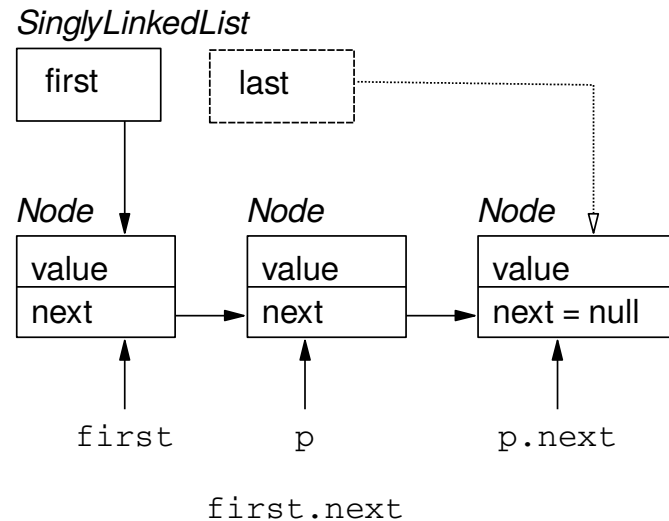 SinglyLinkedList
first last
Node Node Node
value value value
next next next = null
first p p.next
first.next